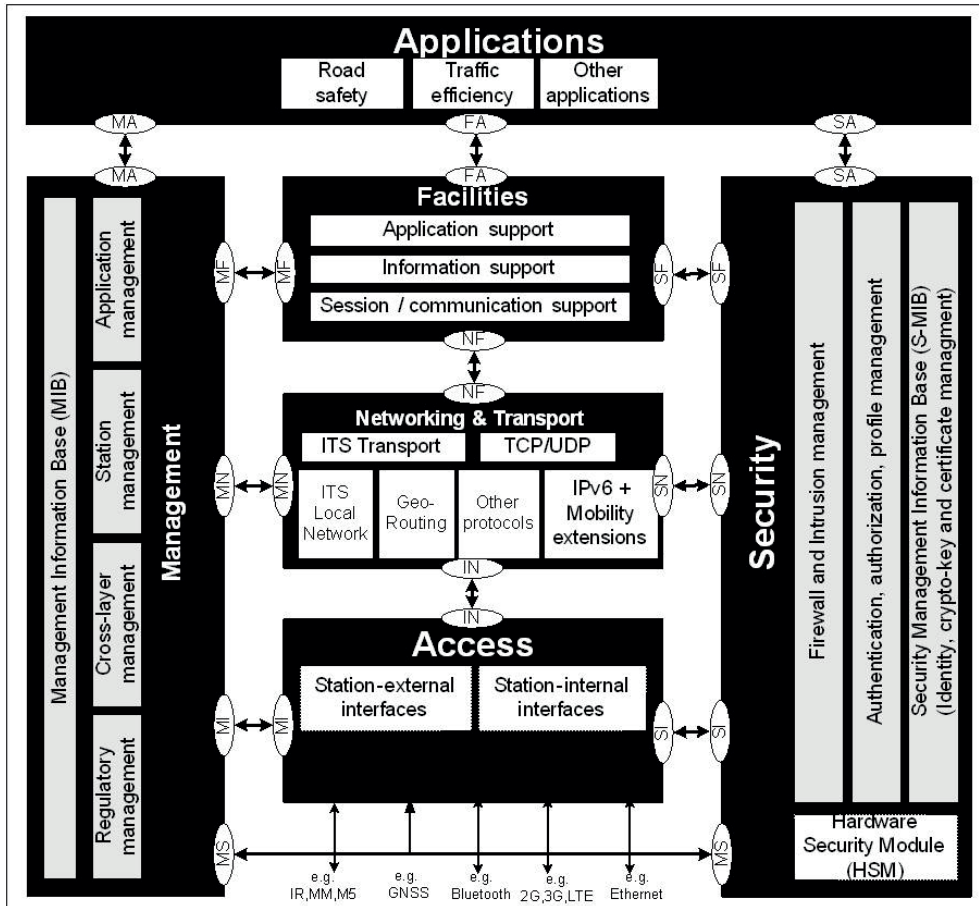 Applications
Road
safety
Traffic
efficiency
Other
applications
MA
FA
SA
MA
FA
SA
Management Information Base (MIB)
Application
management
Station
management
Cross-layer
management
Regulatory
management
Management
MF
MF
MN
MN
MI
MI
MS
Facilities
Application support
Information support
Session / communication support
NF
NF
Networking & Transport
ITS Transport
TCP/UDP
ITS
Local
Network
Geo-
Routing
Other
protocols
IPv6 +
Mobility
extensions
IN
IN
Access
Station-external
interfaces
Station-internal
interfaces
e.g.
IR,MM,M5
e.g.
GNSS
e.g.
Bluetooth
e.g.
2G,3G,LTE
e.g.
Ethernet
SF
SF
SN
SN
SI
SI
MS
Security
Firewall and Intrusion management
Authentication, authorization, profile management
Security Management Information Base (S-MIB)
(Identity, crypto-key and certificate managment)
Hardware
Security Module
(HSM)